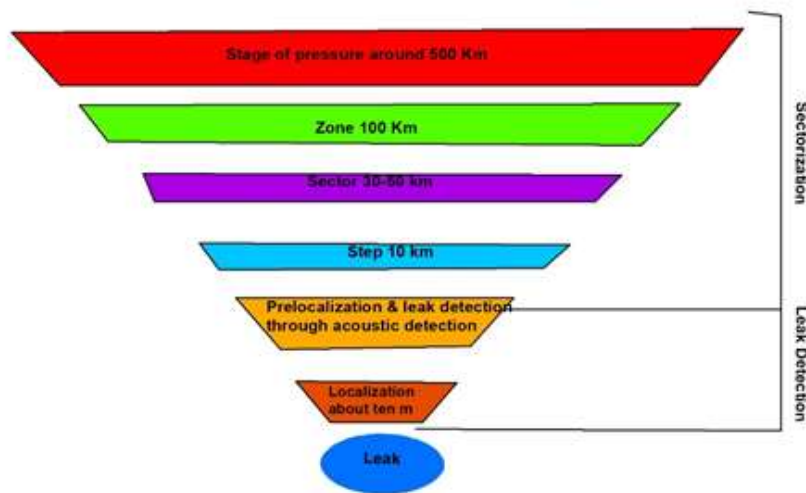 Stage of pressure around 500 Km
Zone 100 Km
Sector 30-50 km
Step 10 km
Prelocalization & leak detection
through acoustic detection
Localization
about ten m
Leak
Sectorization
Leak Detection